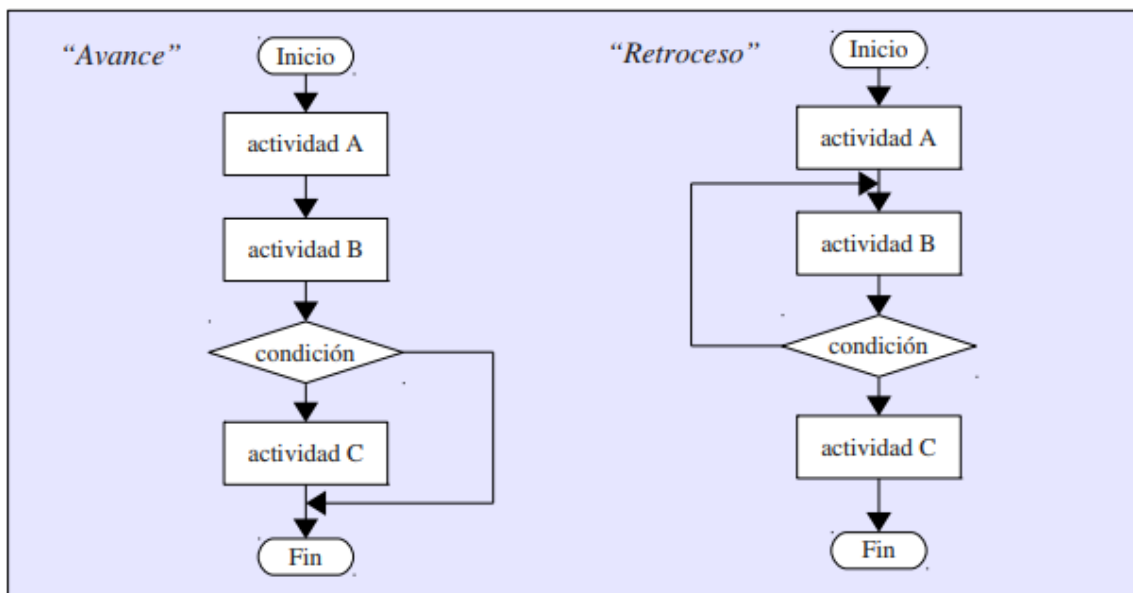 “Avance”
Inicio
actividad A
actividad B
condición
actividad C
Fin
“Retroceso”
Inicio
actividad A
actividad B
condición
actividad C
Fin